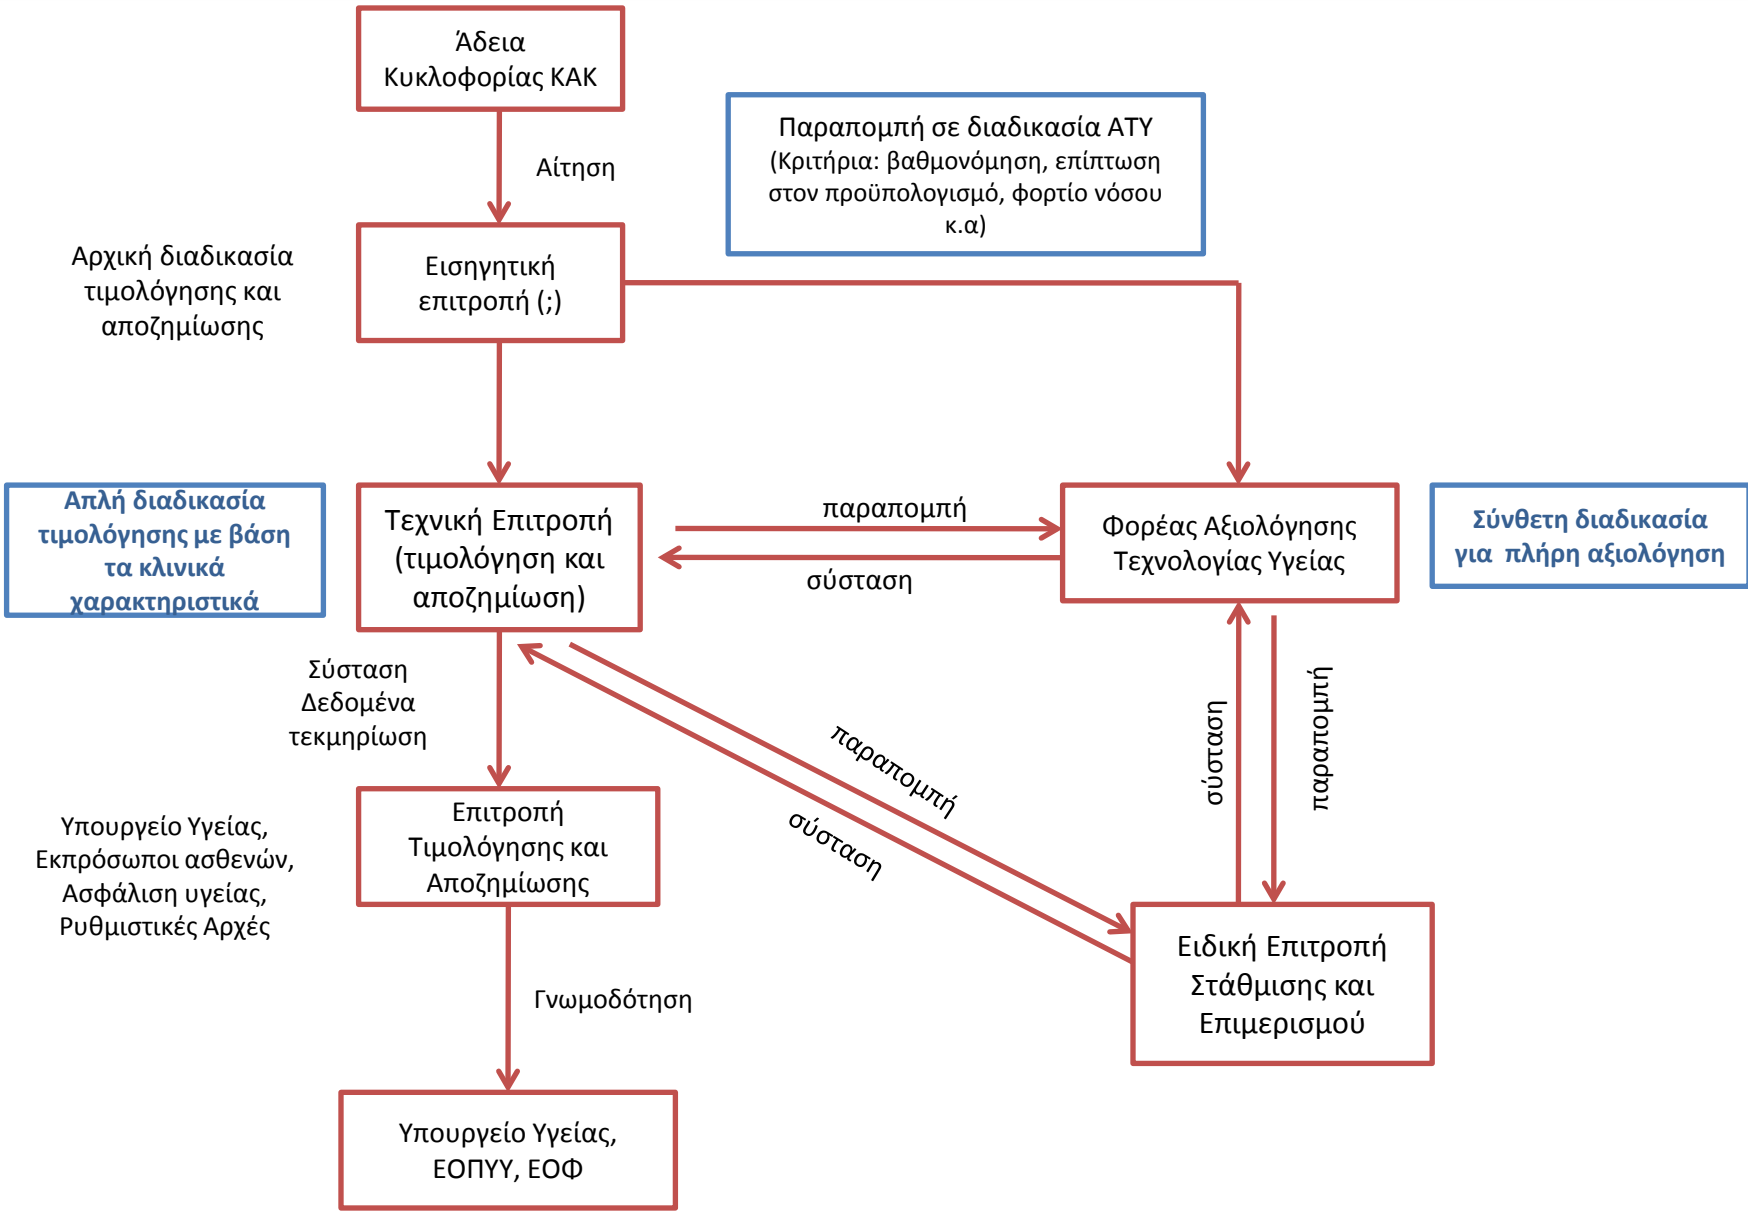 Άδεια
Κυκλοφορίας ΚΑΚ
Αίτηση
Παραπομπή σε διαδικασία ΑΤΥ
(Κριτήρια: βαθμονόμηση, επίπτωση
στον προϋπολογισμό, φορτίο νόσου
κ.α)
Αρχική διαδικασία
τιμολόγησης και
αποζημίωσης
Εισηγητική
επιτροπή (;)
Απλή διαδικασία
τιμολόγησης με βάση
τα κλινικά
χαρακτηριστικά
Τεχνική Επιτροπή
(τιμολόγηση και
αποζημίωση)
παραπομπή
σύσταση
Φορέας Αξιολόγησης
Τεχνολογίας Υγείας
Σύνθετη διαδικασία
για πλήρη αξιολόγηση
Σύσταση
Δεδομένα
τεκμηρίωση
παραπομπή
σύσταση
σύσταση
παραπομπή
Υπουργείο Υγείας,
Εκπρόσωποι ασθενών,
Ασφάλιση υγείας,
Ρυθμιστικές Αρχές
Επιτροπή
Τιμολόγησης και
Αποζημίωσης
Ειδική Επιτροπή
Στάθμισης και
Επιμερισμού
Γνωμοδότηση
Υπουργείο Υγείας,
ΕΟΠΥΥ, ΕΟΦ